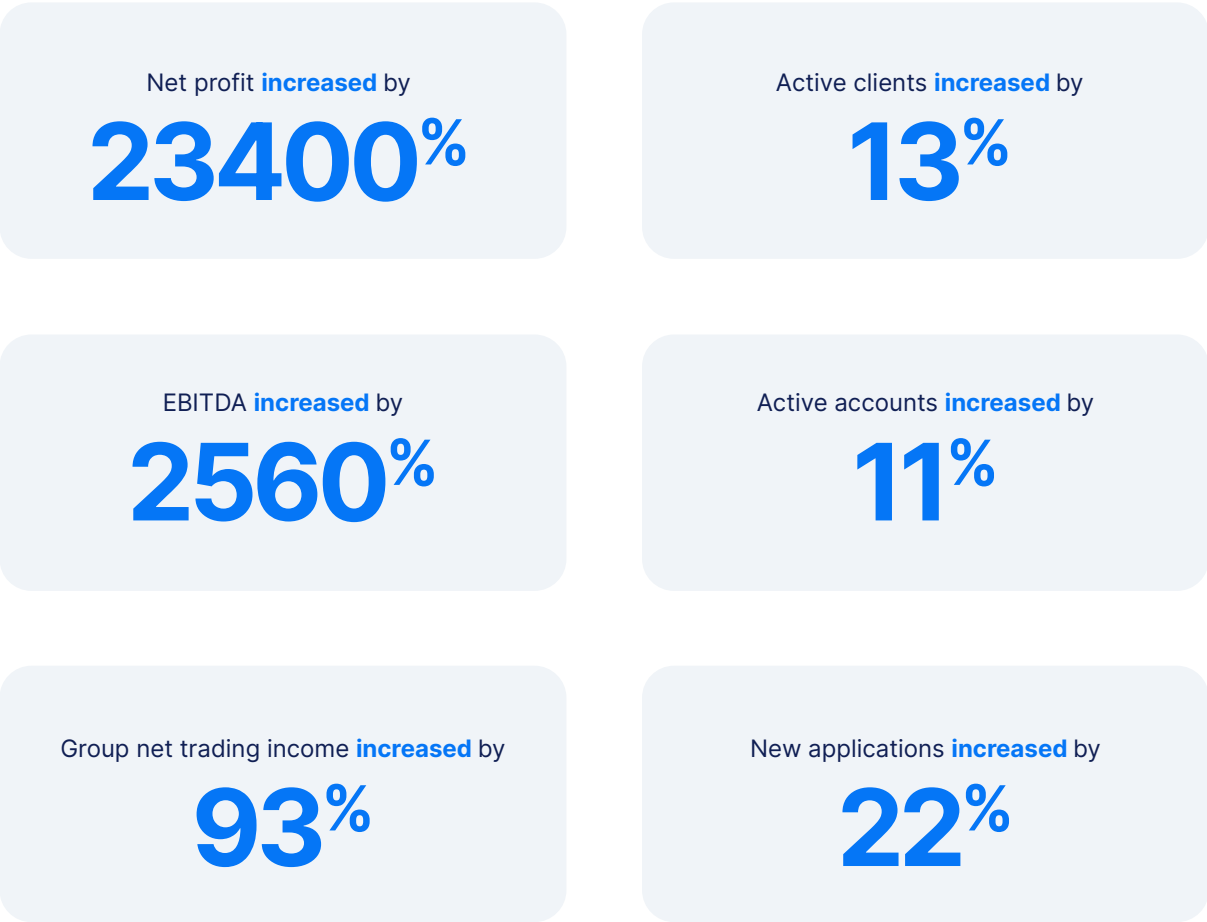 Net profit increased by
23400%
Active clients increased by
13%
EBITDA increased by
2560%
Active accounts increased by
11%
Group net trading income increased by
93%
New applications increased by
22%